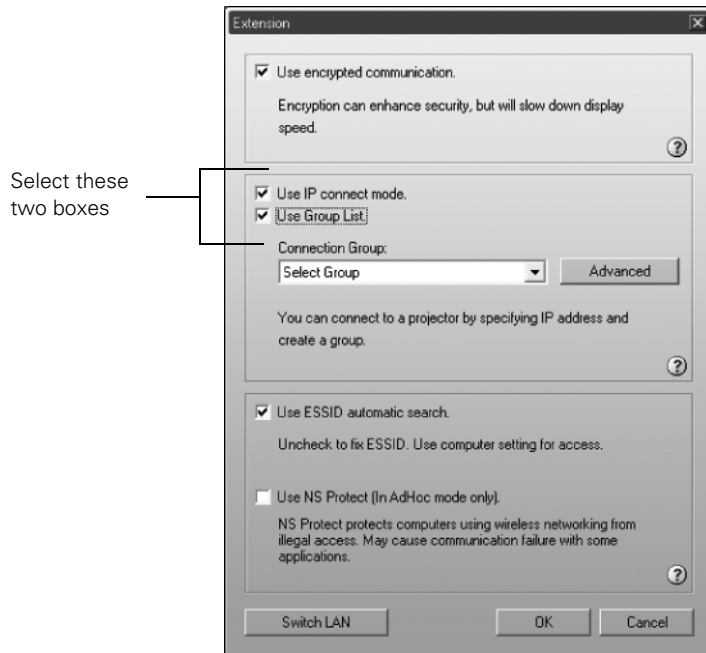 Extension
Use encrypted communication.
Encryption can enhance security, but will slow down display
speed.
?
Select these
two boxes
Use IP connect mode.
Use Group List.
Connection Group:
Select Group
Advanced
You can connect to a projector by specifying IP address and
create a group.
?
Use ESSID automatic search.
Uncheck to fix ESSID. Use computer setting for access.
Use NS Protect (In AdHoc mode only).
NS Protect protects computers using wireless networking from
illegal access. May cause communication failure with some
applications.
?
Switch LAN
OK
Cancel